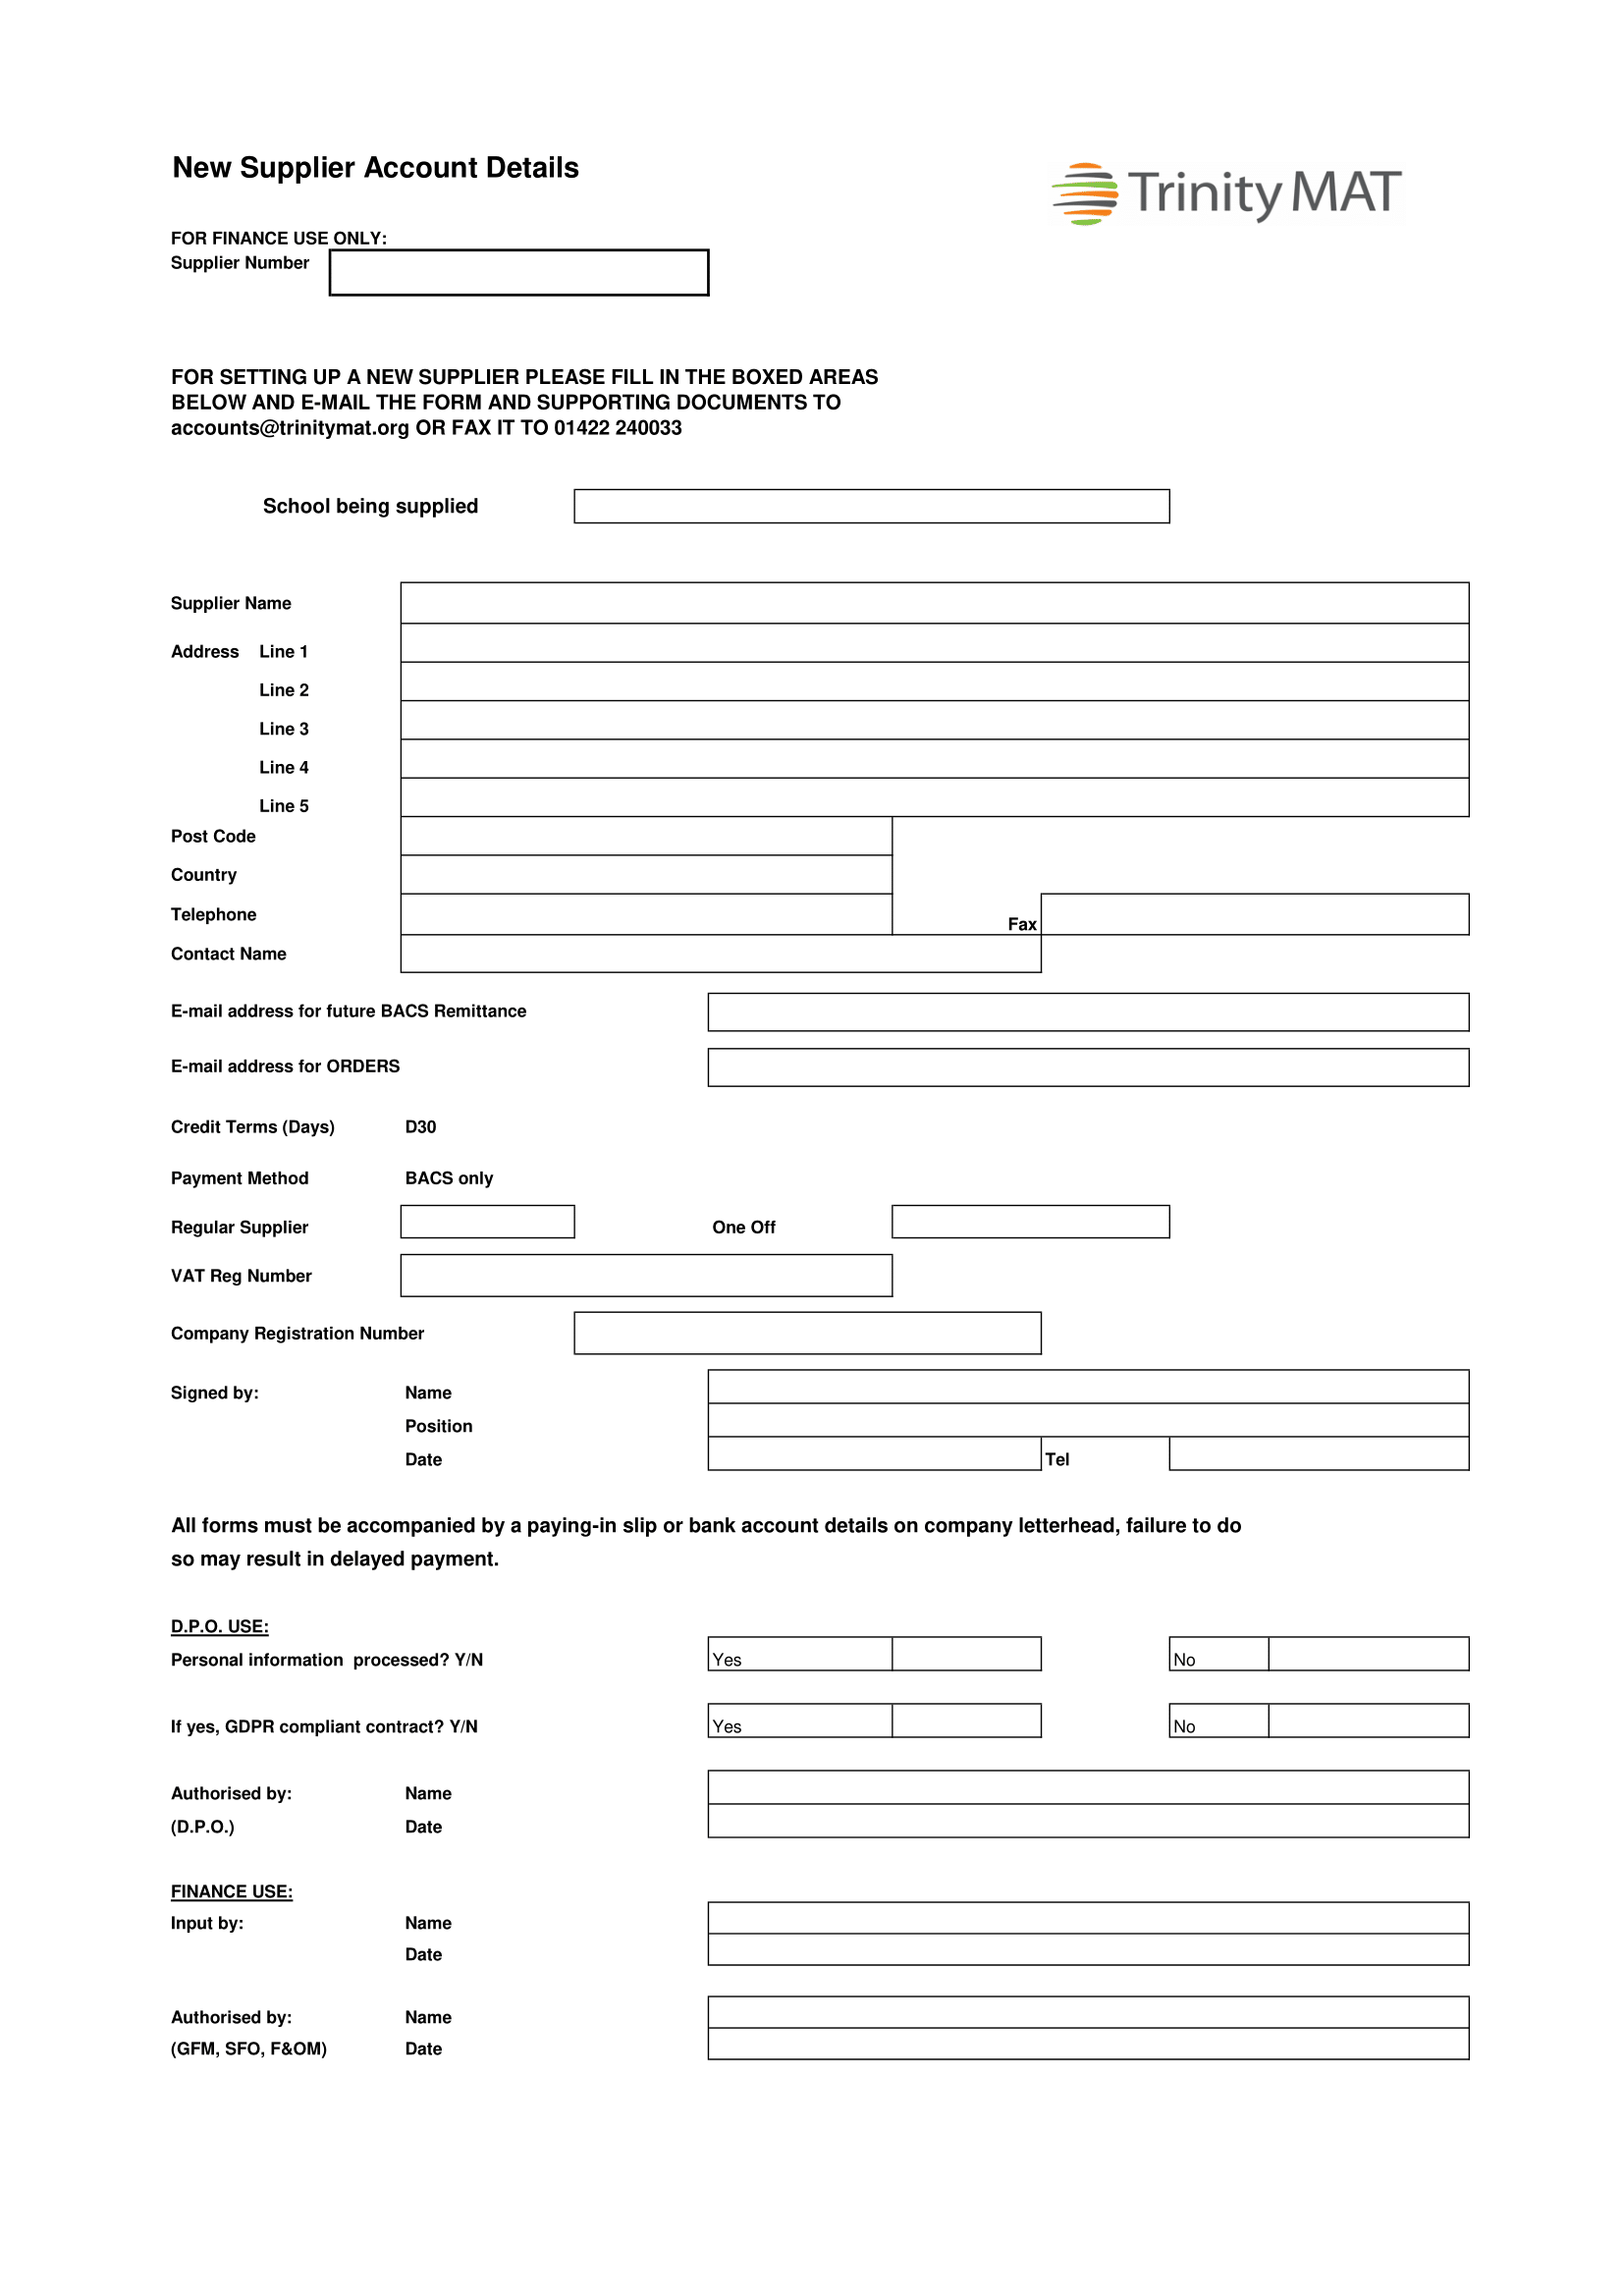 New Supplier Account Details
Trinity MAT
FOR FINANCE USE ONLY:
Supplier Number
FOR SETTING UP A NEW SUPPLIER PLEASE FILL IN THE BOXED AREAS
BELOW AND E-MAIL THE FORM AND SUPPORTING DOCUMENTS TO
accounts@trinitymat.org OR FAX IT TO 01422 240033
School being supplied
Supplier Name
Address Line 1
Line 2
Line 3
Line 4
Line 5
Post Code
Country
Telephone Fax
Contact Name
E-mail address for future BACS Remittance
E-mail address for ORDERS
Credit Terms (Days) D30
Payment Method BACS only
Regular Supplier One Off
VAT Reg Number
Company Registration Number
Signed by: Name
Position
Date Tel
All forms must be accompanied by a paying-in slip or bank account details on company letterhead, failure to do
so may result in delayed payment.
D.P.O. USE:
Personal information  processed? Y/N Yes No
If yes, GDPR compliant contract? Y/N Yes No
Authorised by: Name
(D.P.O.) Date
FINANCE USE:
Input by: Name
Date
Authorised by: Name
(GFM, SFO, F&OM) Date